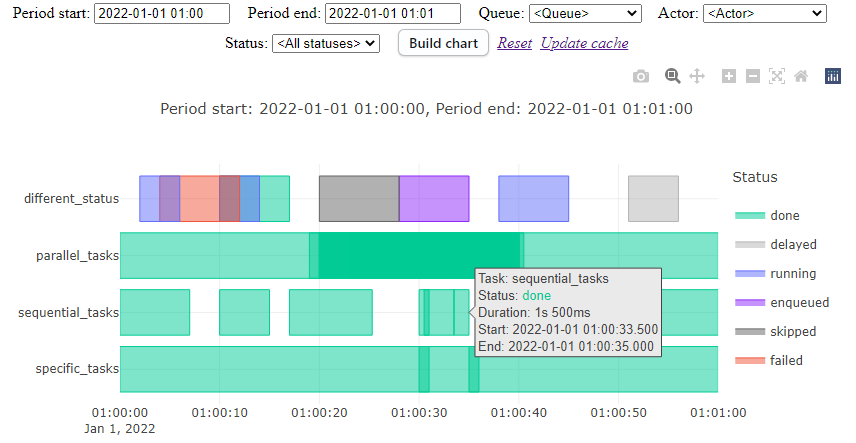 Period start: 2022-01-01 01:00 Period end: 2022-01-01 01:01 Queue: <Queue> Actor: <Actor>
Status: <All statuses> Build chart Reset Update cache
Period start: 2022-01-01 01:00:00, Period end: 2022-01-01 01:01:00
Status
different_status
done
delayed
parallel_tasks
running
Task: sequential_tasks
Status: done
enqueued
sequential_tasks
Duration: 1s 500ms
Start: 2022-01-01 01:00:33.500
skipped
End: 2022-01-01 01:00:35.000
failed
specific_tasks
01:00:00 01:00:10 01:00:20 01:00:30 01:00:40 01:00:50 01:01:00
Jan 1, 2022